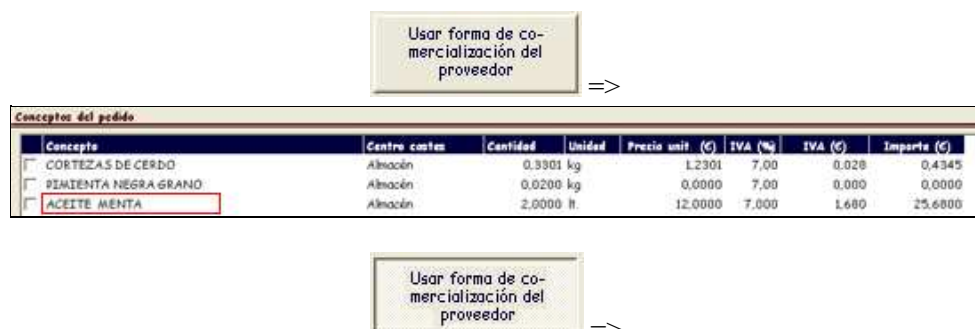 Usar forma de co-
mercialización del
proveedor
=>
Conceptos del pedido
Concepto Centro costes Cantidad Unidad Precio unit. (€) IVA (%) IVA (€) Importe (€)
CORTEZAS DE CERDO Almacén 0,3301 kg 1,2301 7,00 0,028 0,4345
PIMIENTA NEGRA GRANO Almacén 0,0200 kg 0,0000 7,00 0,000 0,0000
ACEITE MENTA Almacén 2,0000 lt. 12,0000 7,000 1,680 25,6800
Usar forma de co-
mercialización del
proveedor
=>